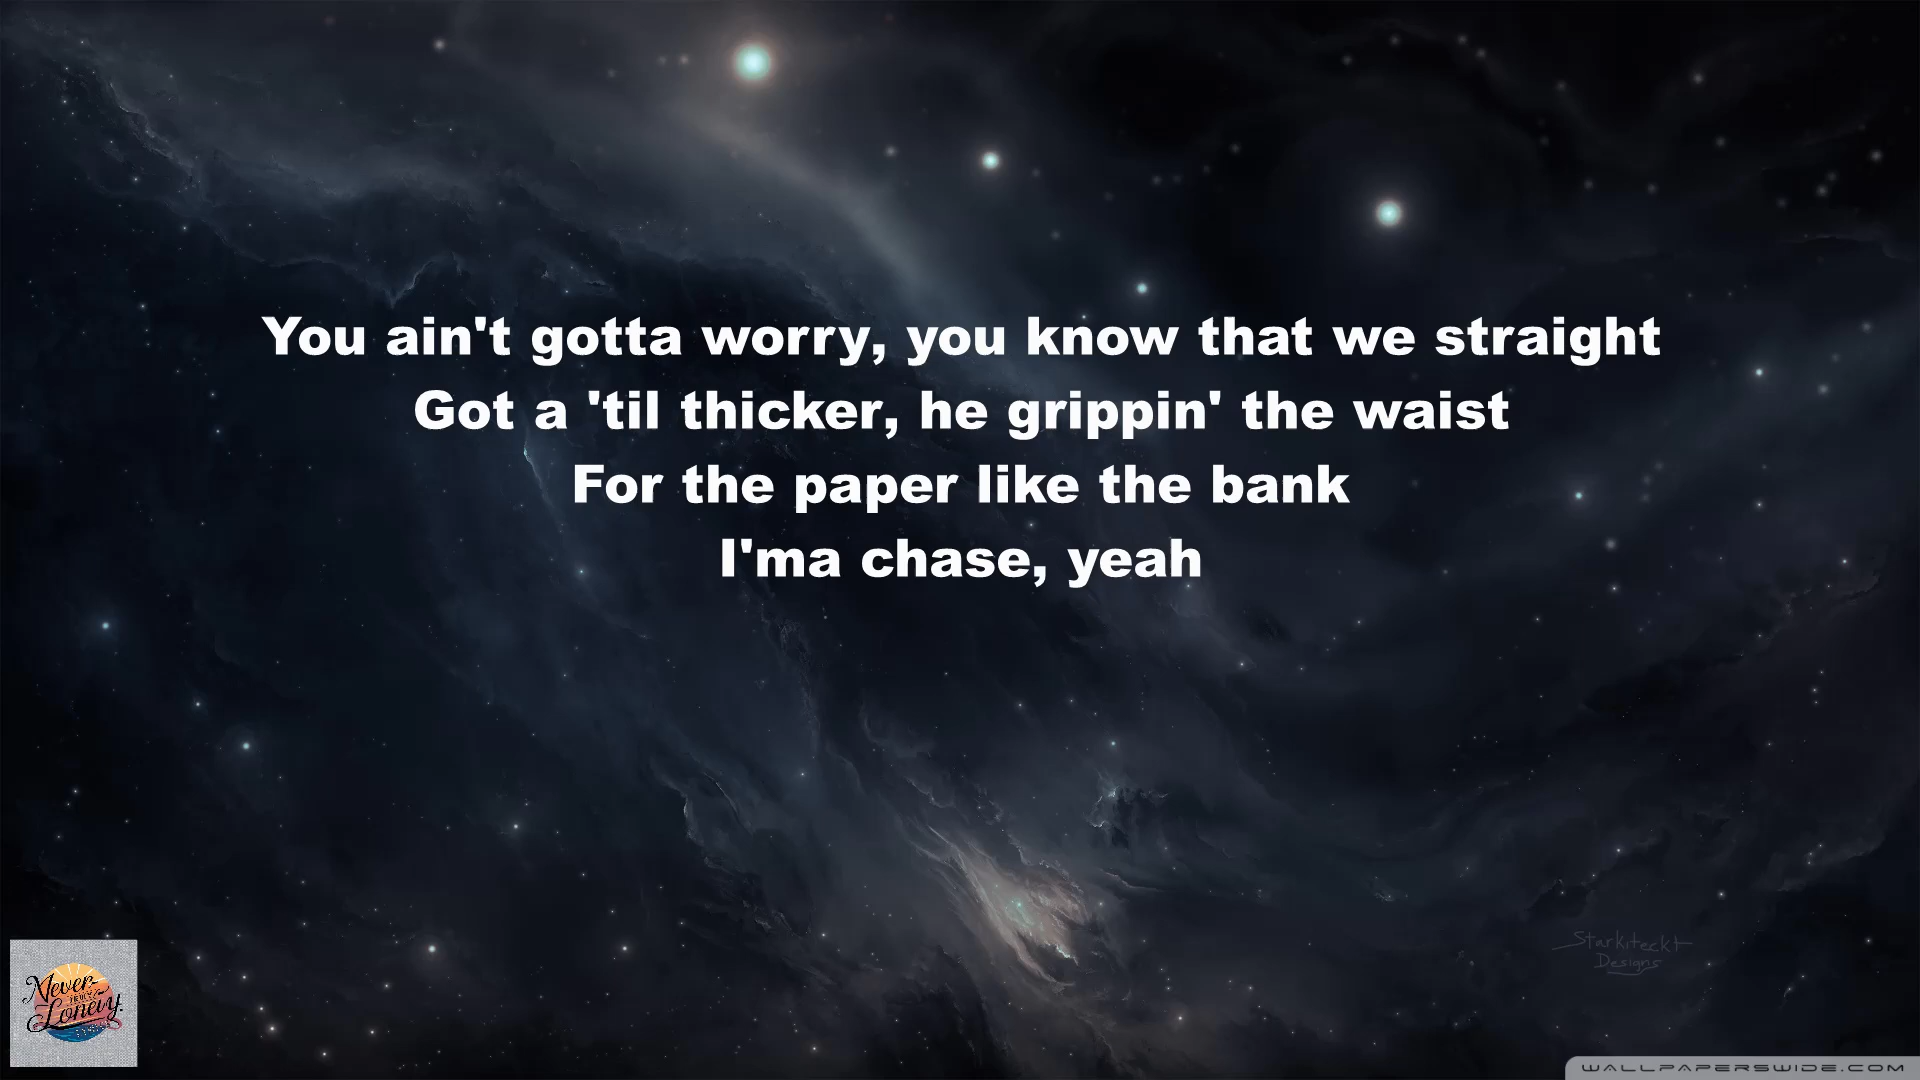 You ain't gotta worry, you know that we straight
Got a 'til thicker, he grippin' the waist
For the paper like the bank
I'ma chase, yeah
Starkiteckt
Designs
Never
Truly
WALLPAPERSWIDE.COM